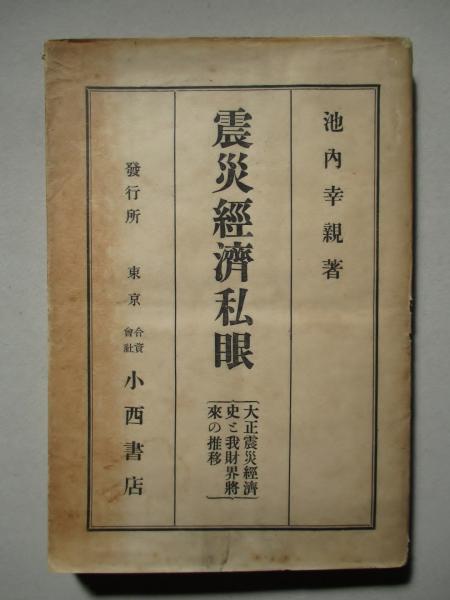 池內幸親著
震災經濟私眼
大正震災經濟
史と我財界將
來の推移
發行所 東京 合資會社 小西書店